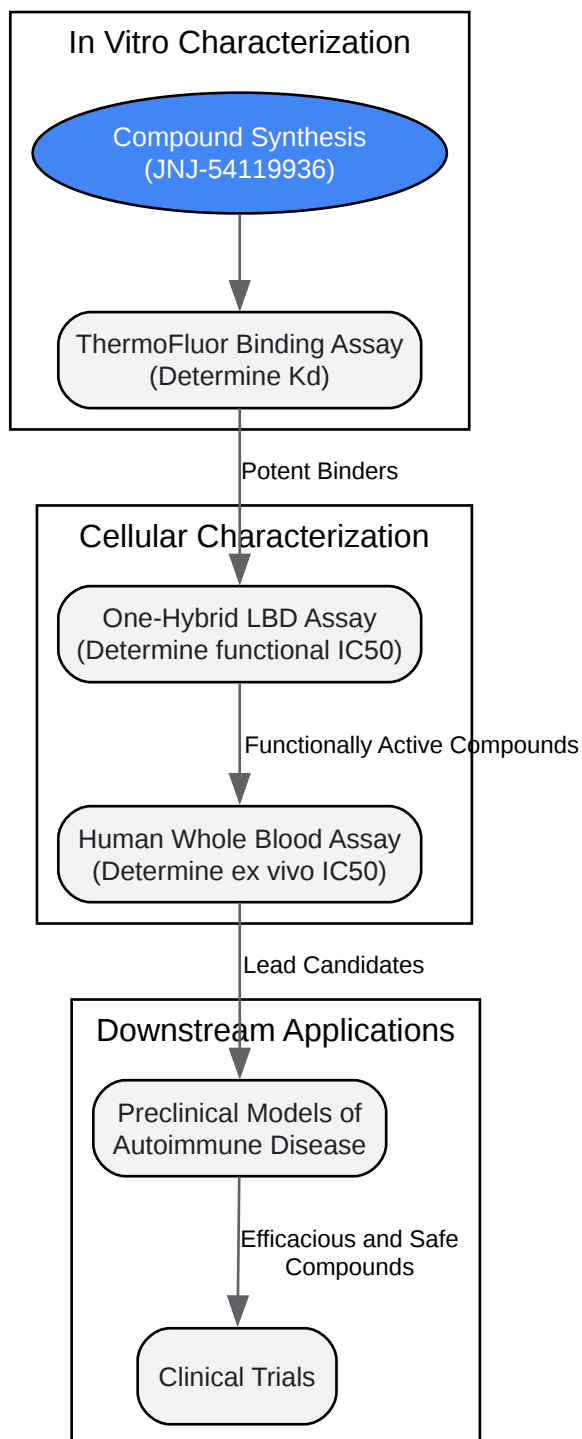 In Vitro Characterization
Compound Synthesis
(JNJ-54119936)
ThermoFluor Binding Assay
(Determine Kd)
Potent Binders
Cellular Characterization
One-Hybrid LBD Assay
(Determine functional IC50)
Functionally Active Compounds
Human Whole Blood Assay
(Determine ex vivo IC50)
Lead Candidates
Downstream Applications
Preclinical Models of
Autoimmune Disease
Efficacious and Safe
Compounds
Clinical Trials